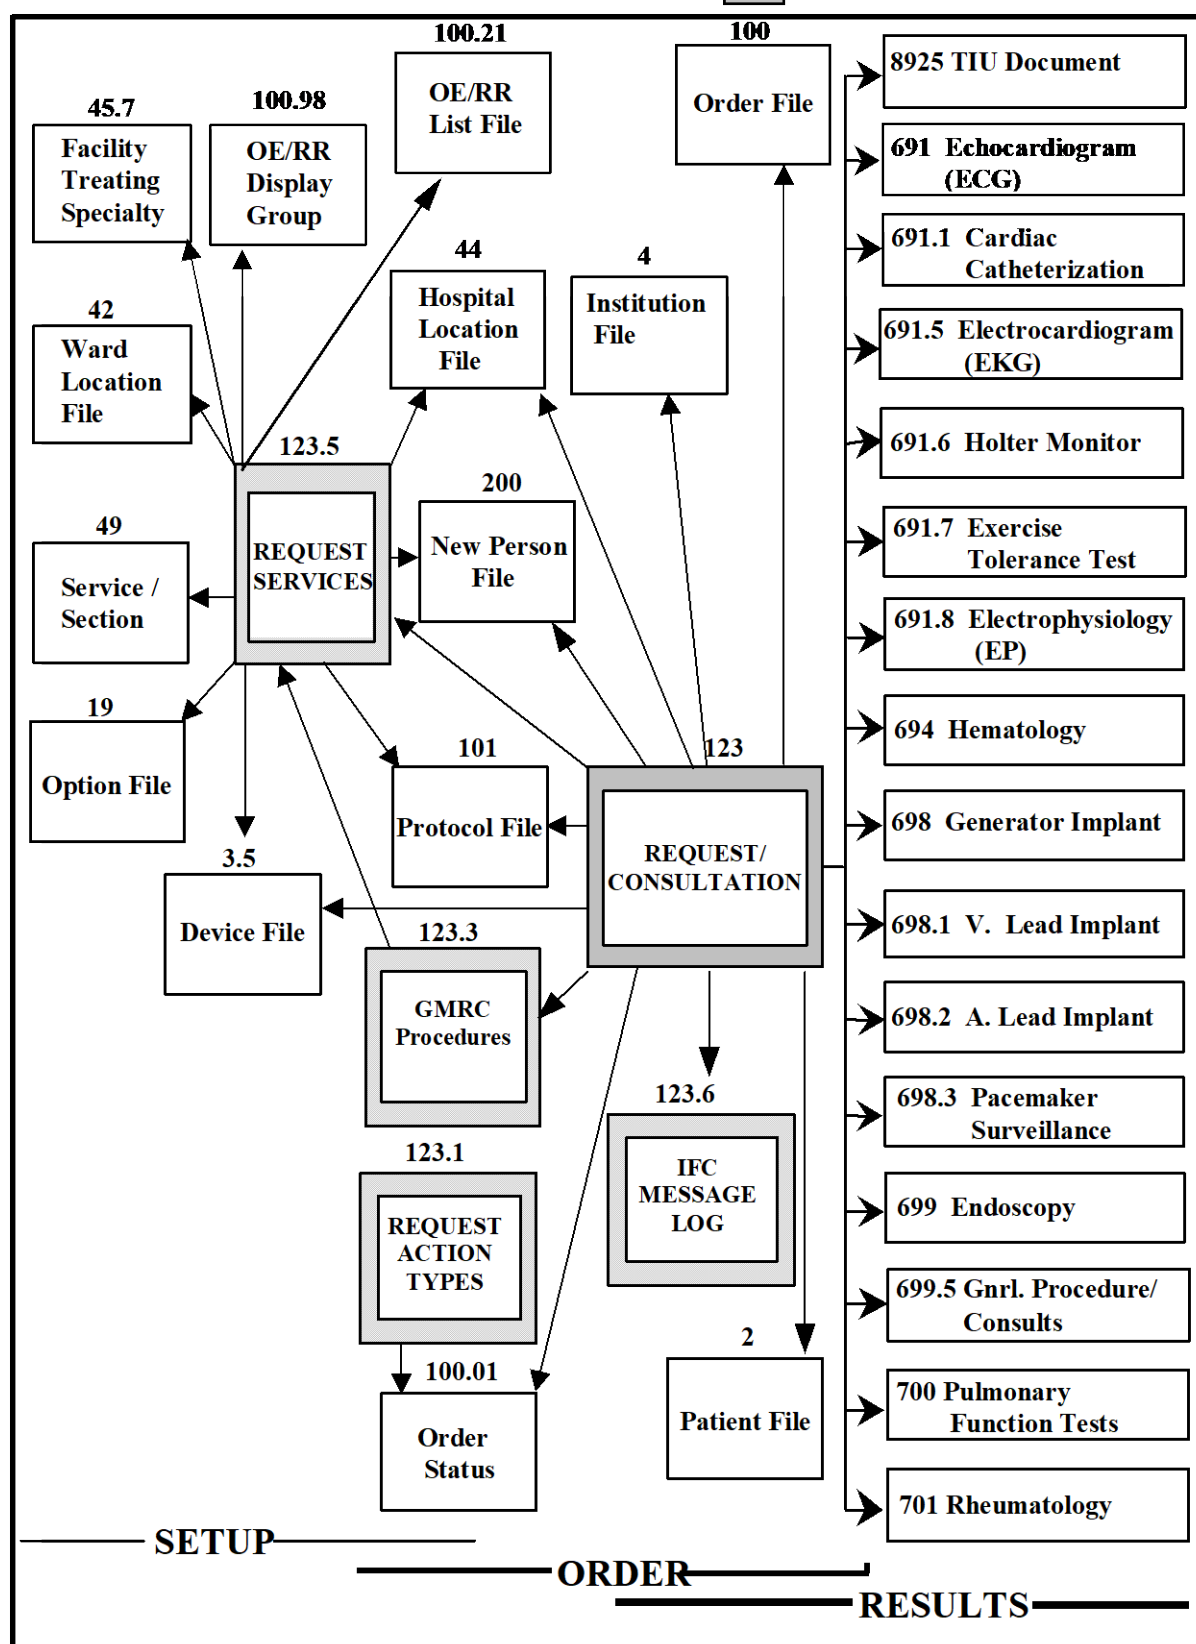 100.21
OE/RR
List File
100
Order File
45.7
Facility
Treating
Specialty
100.98
OE/RR
Display
Group
44
Hospital
Location
File
4
Institution
File
42
Ward
Location
File
123.5
REQUEST
SERVICES
200
New Person
File
49
Service /
Section
19
Option File
101
Protocol File
123
REQUEST/
CONSULTATION
3.5
Device File
123.3
GMRC
Procedures
123.6
IFC
MESSAGE
LOG
123.1
REQUEST
ACTION
TYPES
100.01
Order
Status
2
Patient File
8925 TIU Document
691 Echocardiogram
(ECG)
691.1 Cardiac
Catheterization
691.5 Electrocardiogram
(EKG)
691.6 Holter Monitor
691.7 Exercise
Tolerance Test
691.8 Electrophysiology
(EP)
694 Hematology
698 Generator Implant
698.1 V. Lead Implant
698.2 A. Lead Implant
698.3 Pacemaker
Surveillance
699 Endoscopy
699.5 Gnrl. Procedure/
Consults
700 Pulmonary
Function Tests
701 Rheumatology
SETUP
ORDER
RESULTS